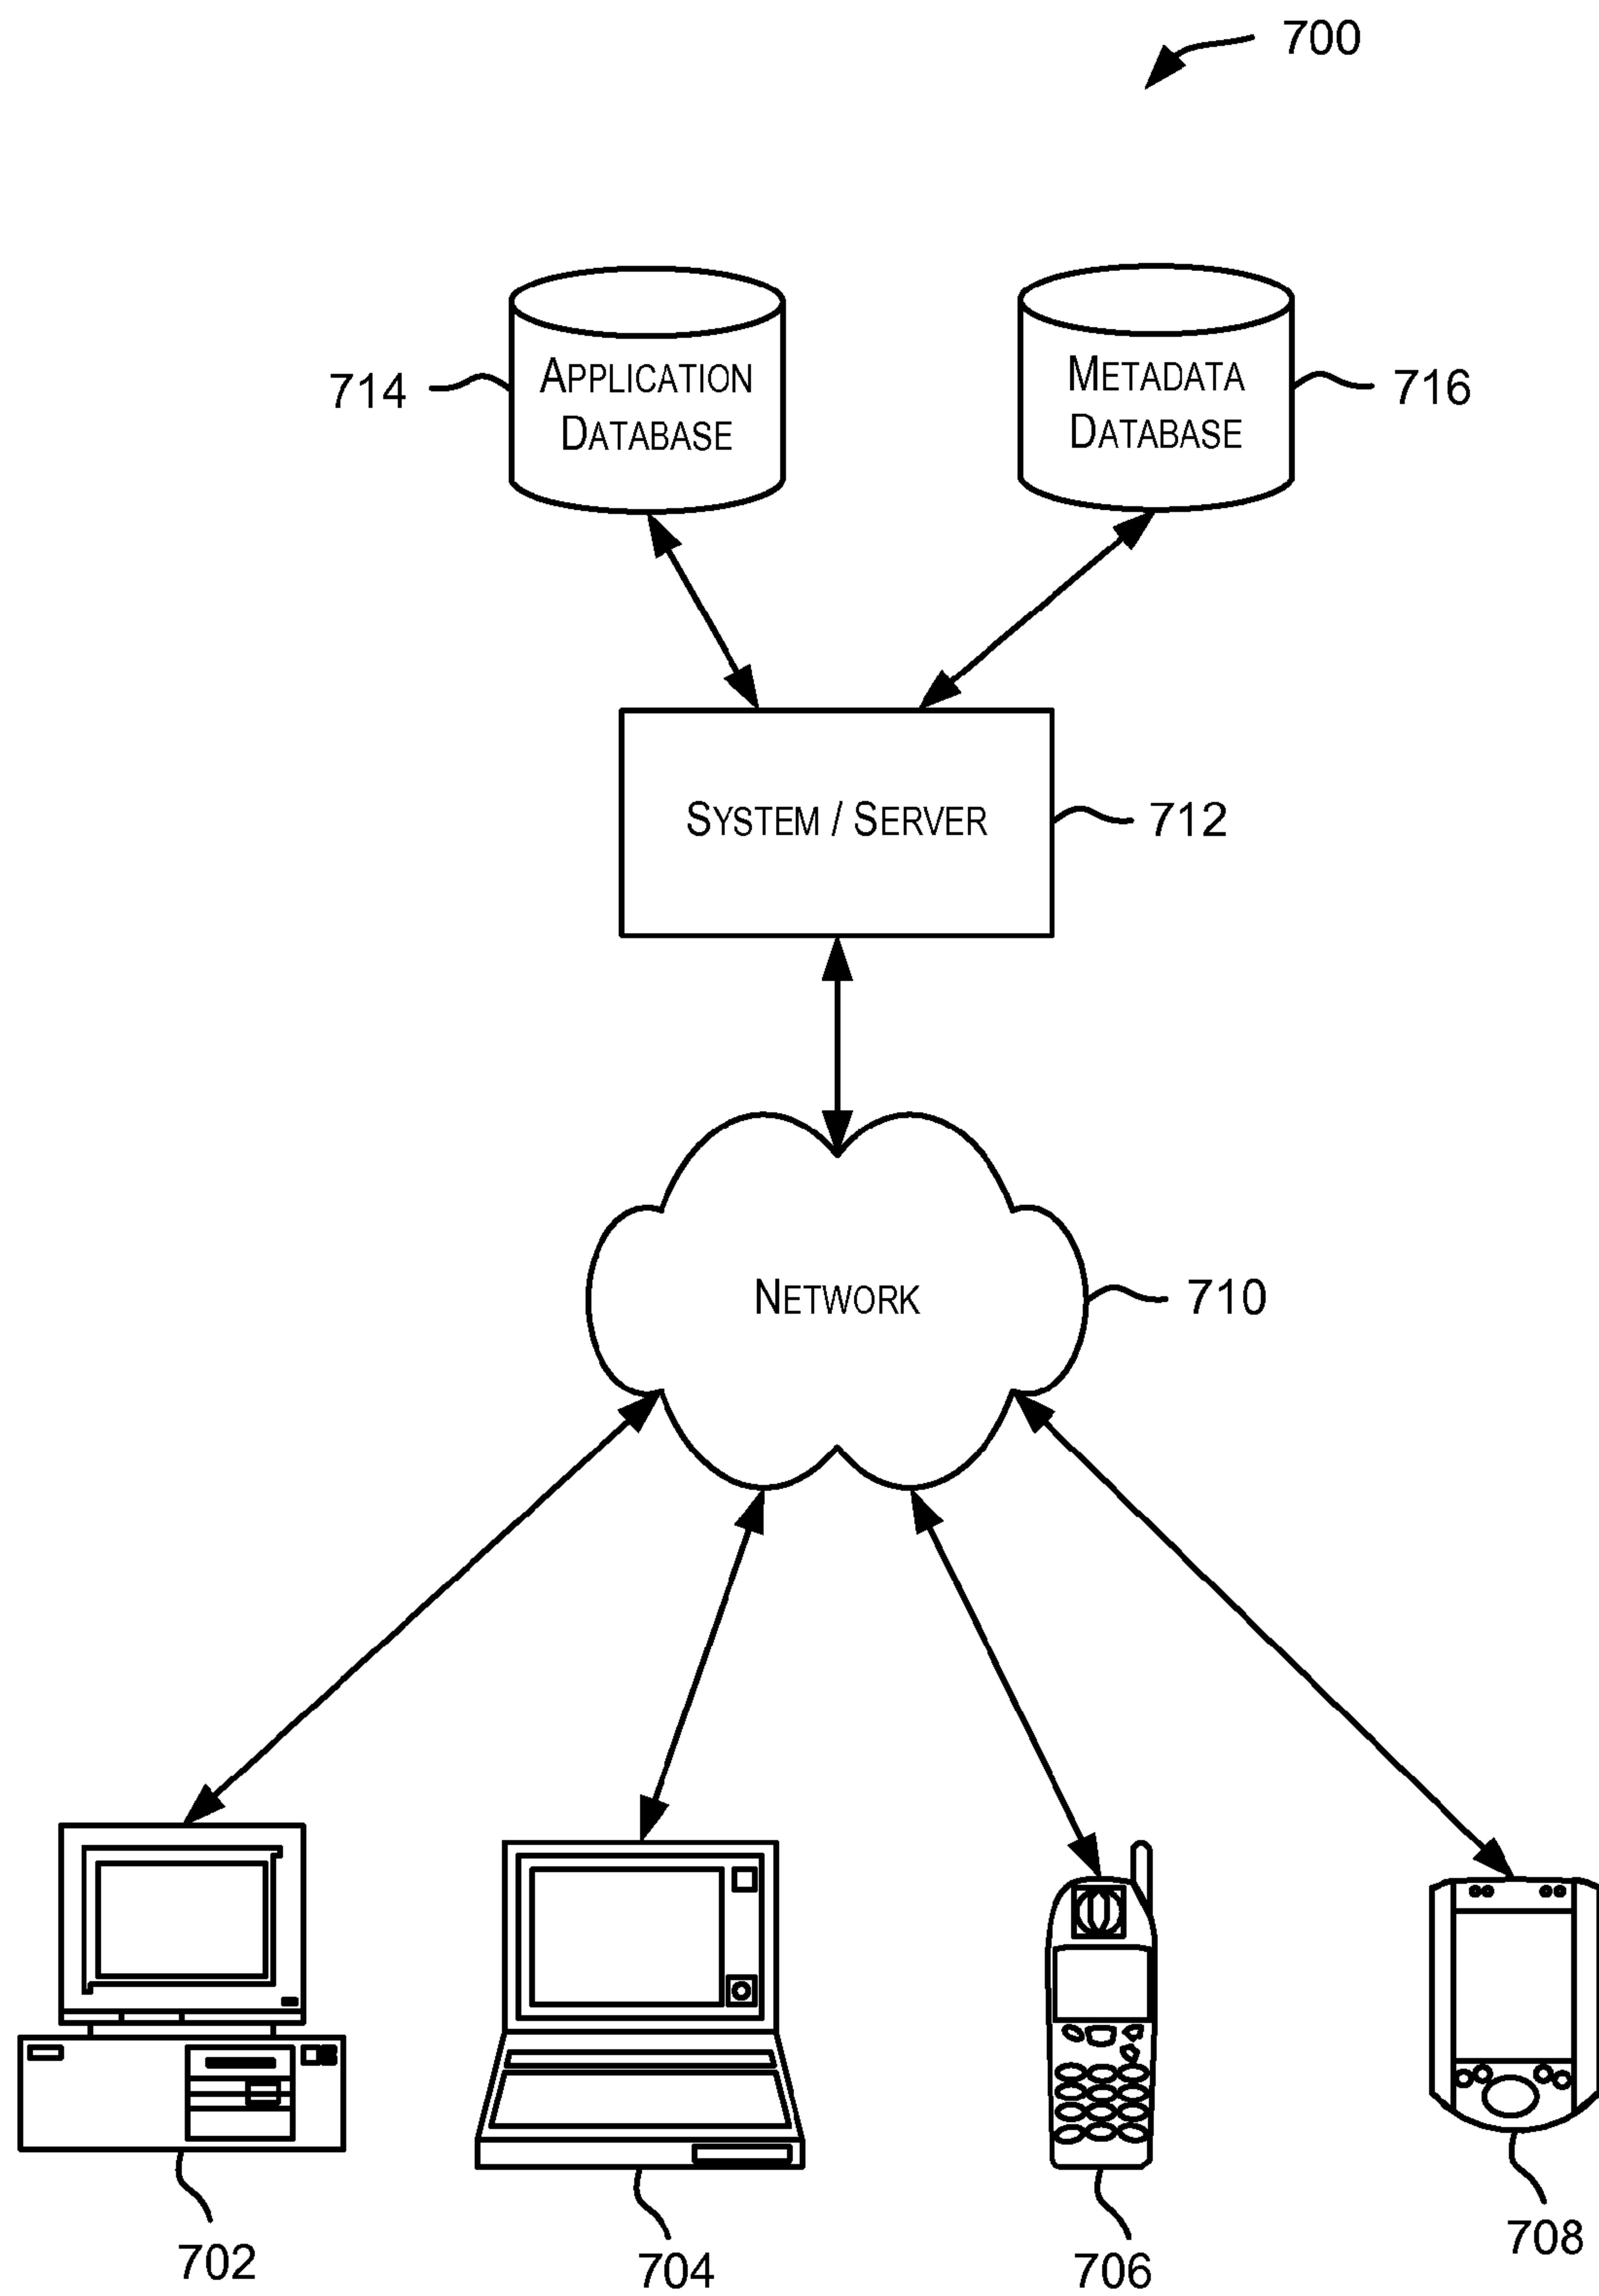 700
714
APPLICATION
DATABASE
METADATA
DATABASE
716
SYSTEM / SERVER
712
NETWORK
710
702
704
706
708